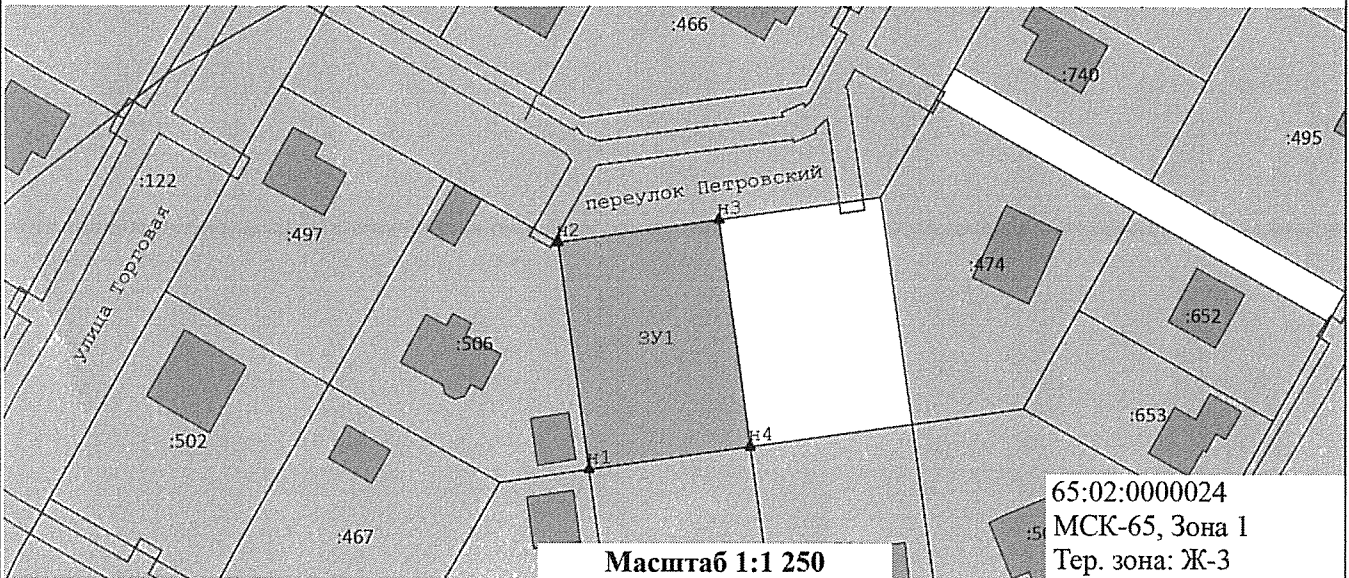 :466
:740
:495
:122
переулок Петровский
н3
:497
н2
улица Торговая
:474
:652
ЗУ1
:506
:653
:502
н4
н1
65:02:0000024
МСК-65, Зона 1
Тер. зона: Ж-3
:467
Масштаб 1:1 250